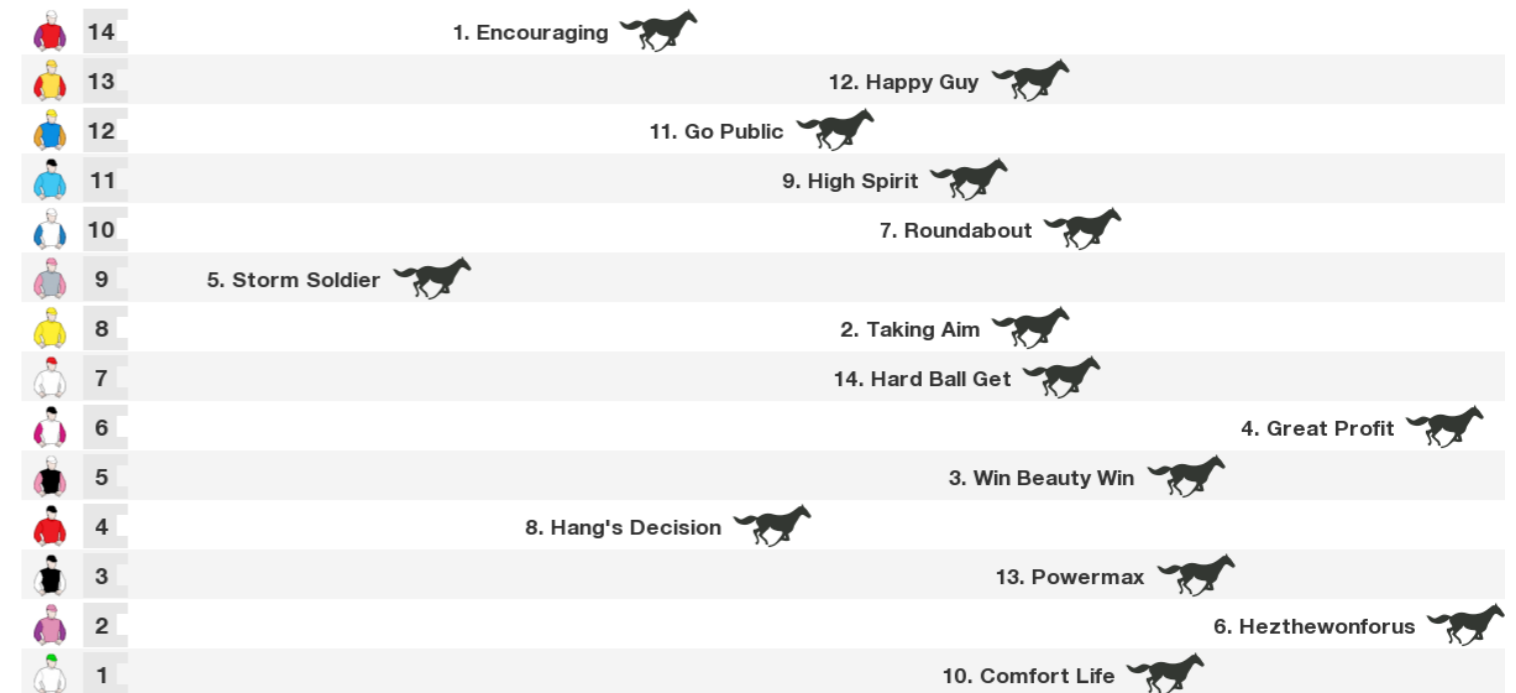 14 1. Encouraging
13 12. Happy Guy
12 11. Go Public
11 9. High Spirit
10 7. Roundabout
9 5. Storm Soldier
8 2. Taking Aim
7 14. Hard Ball Get
6 4. Great Profit
5 3. Win Beauty Win
4 8. Hang's Decision
3 13. Powermax
2 6. Hezthewonforus
1 10. Comfort Life